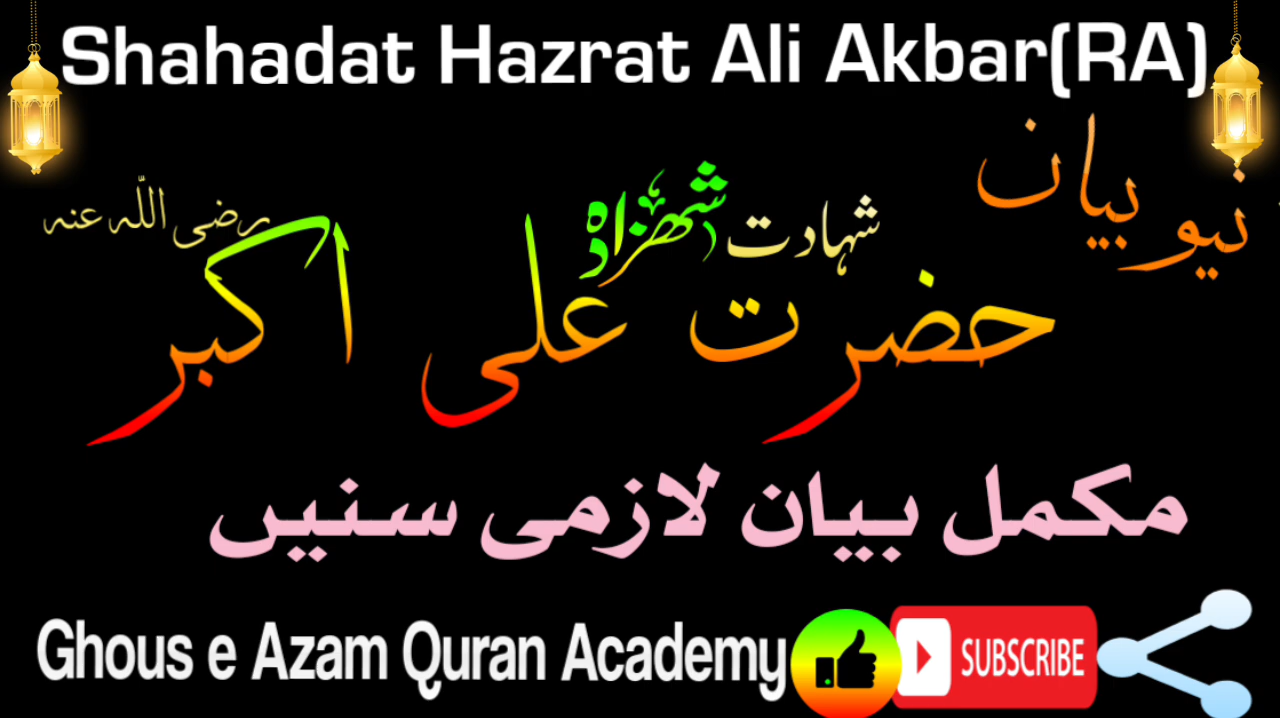 Shahadat Hazrat Ali Akbar(RA)
نیو بیان
شہادت شھزادہ
حضرت علی اکبر رضی اللہ عنہ
مکمل بیان لازمی سنیں
Ghous e Azam Quran Academy SUBSCRIBE